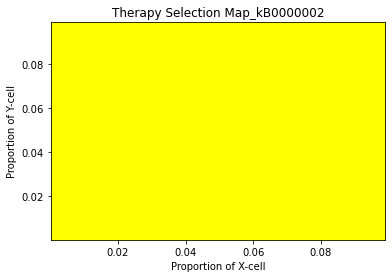 Therapy Selection Map_kB0000002
Proportion of Y-cell
0.08
0.06
0.04
0.02
0.02 0.04 0.06 0.08
Proportion of X-cell